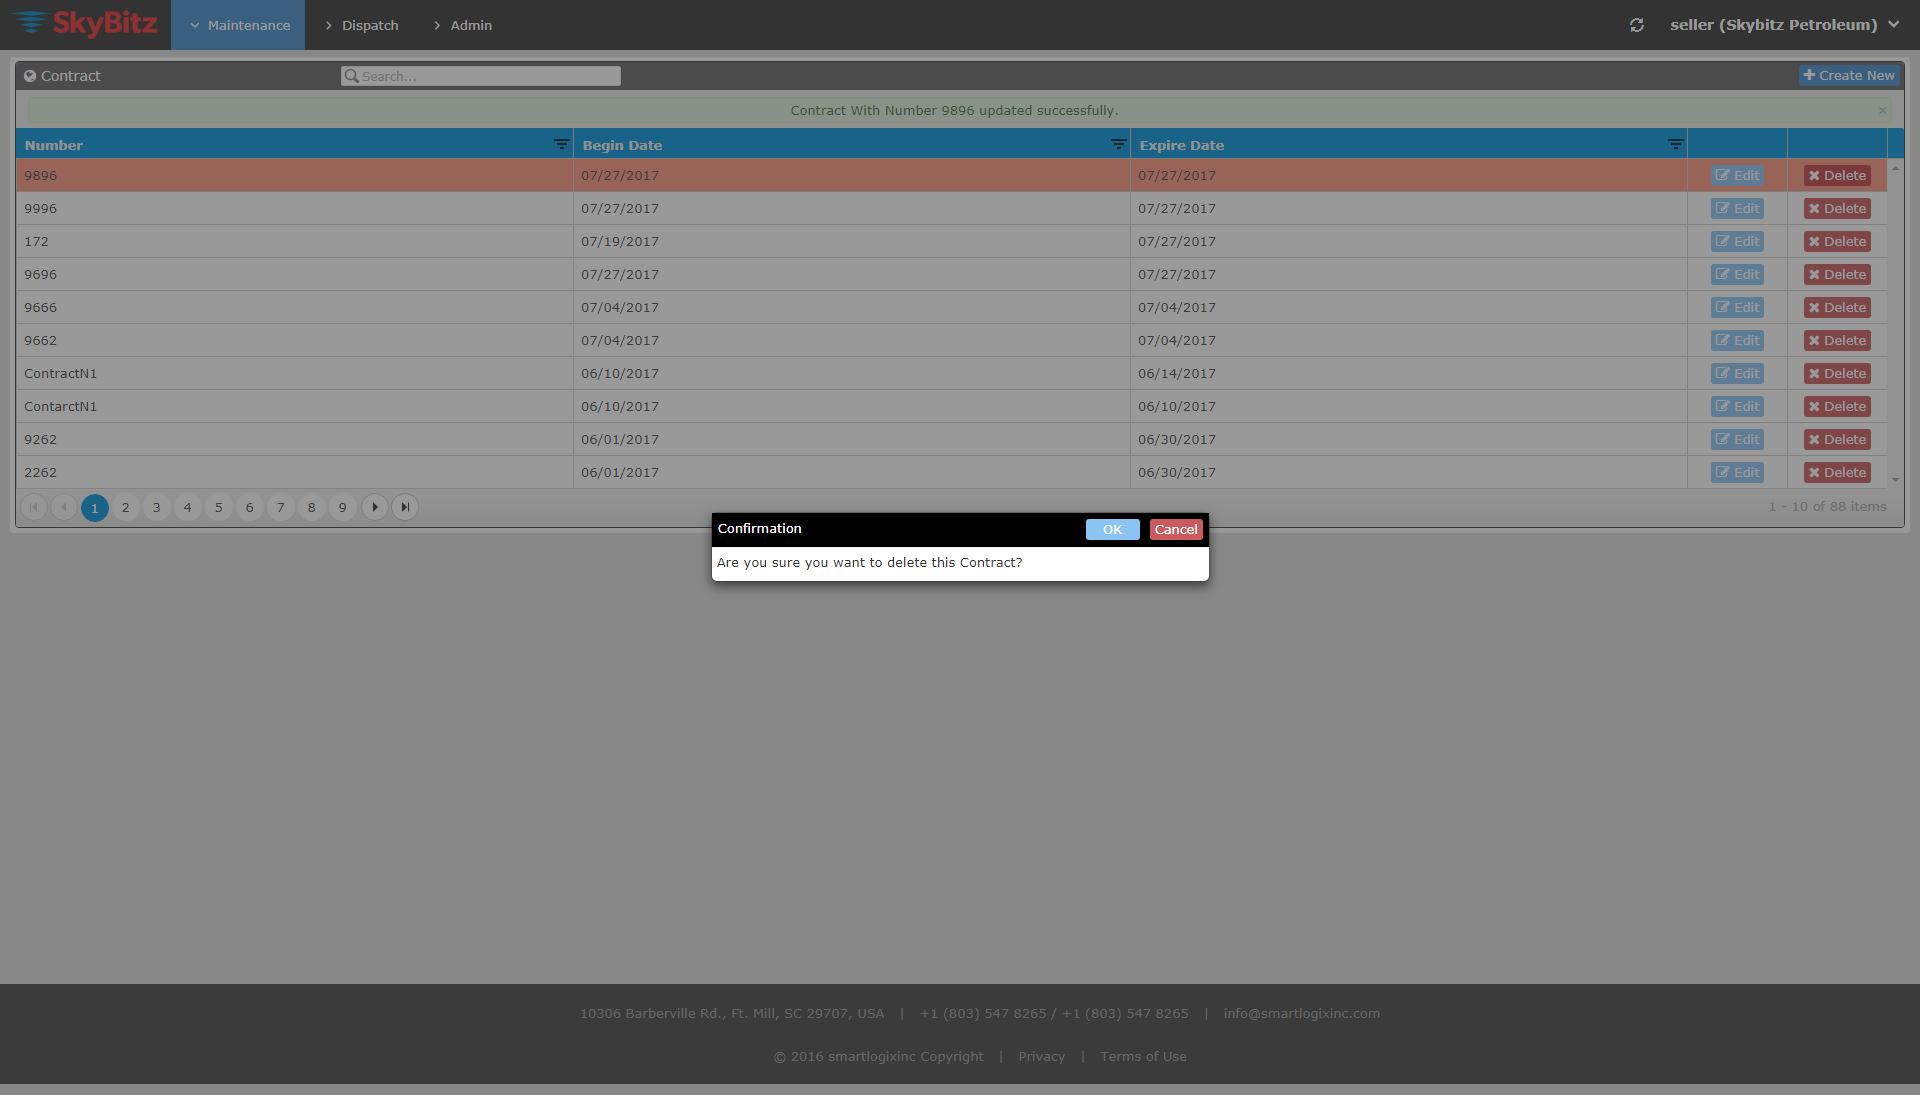 SkyBitz Maintenance Dispatch Admin seller (Skybitz Petroleum)
Contract Search... Create New
Contract With Number 9896 updated successfully. ×
Number Begin Date Expire Date
9896 07/27/2017 07/27/2017 Edit Delete
9996 07/27/2017 07/27/2017 Edit Delete
172 07/19/2017 07/27/2017 Edit Delete
9696 07/27/2017 07/27/2017 Edit Delete
9666 07/04/2017 07/04/2017 Edit Delete
9662 07/04/2017 07/04/2017 Edit Delete
ContractN1 06/10/2017 06/14/2017 Edit Delete
ContarctN1 06/10/2017 06/10/2017 Edit Delete
9262 06/01/2017 06/30/2017 Edit Delete
2262 06/01/2017 06/30/2017 Edit Delete
1 2 3 4 5 6 7 8 9 1 - 10 of 88 items
Confirmation OK Cancel
Are you sure you want to delete this Contract?
10306 Barberville Rd., Ft. Mill, SC 29707, USA | +1 (803) 547 8265 / +1 (803) 547 8265 | info@smartlogixinc.com
© 2016 smartlogixinc Copyright | Privacy | Terms of Use